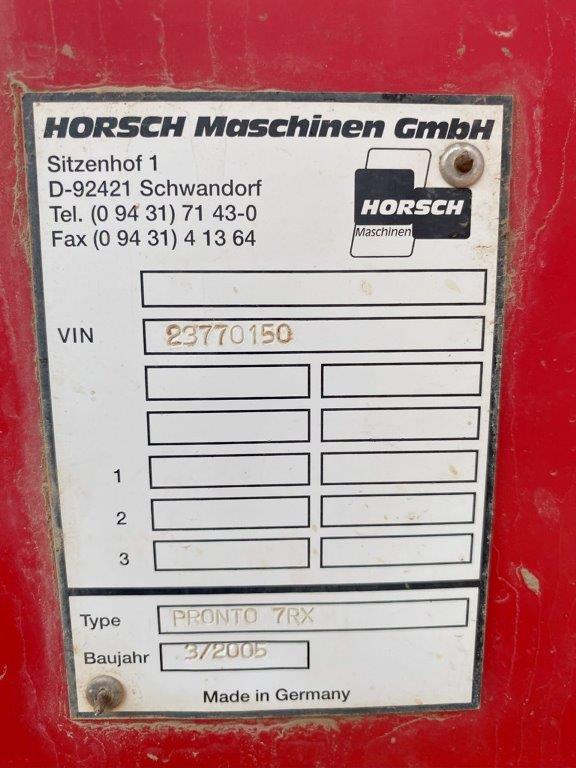 HORSCH Maschinen GmbH
Sitzenhof 1
D-92421 Schwandorf
Tel. (0 94 31) 71 43-0
Fax (0 94 31) 4 13 64
HORSCH
Maschinen
VIN 23770150
1
2
3
Type PRONTO 7RX
Baujahr 3/2005
Made in Germany